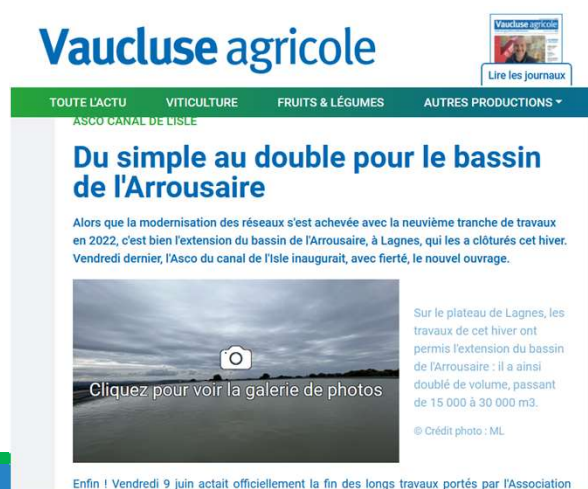 Vaucluse agricole
Vaucluse agricole
Lire les journaux
TOUTE L'ACTU VITICULTURE FRUITS & LÉGUMES AUTRES PRODUCTIONS
ASCO CANAL DE L'ISLE
Du simple au double pour le bassin
de l'Arrousaire
Alors que la modernisation des réseaux s'est achevée avec la neuvième tranche de travaux
en 2022, c'est bien l'extension du bassin de l'Arrousaire, à Lagnes, qui les a clôturés cet hiver.
Vendredi dernier, l'Asco du canal de l'Isle inaugurait, avec fierté, le nouvel ouvrage.
Cliquez pour voir la galerie de photos
Sur le plateau de Lagnes, les
travaux de cet hiver ont
permis l'extension du bassin
de l'Arrousaire : il a ainsi
doublé de volume, passant
de 15 000 à 30 000 m3.
© Crédit photo : ML
Enfin ! Vendredi 9 juin actait officiellement la fin des longs travaux portés par l'Association